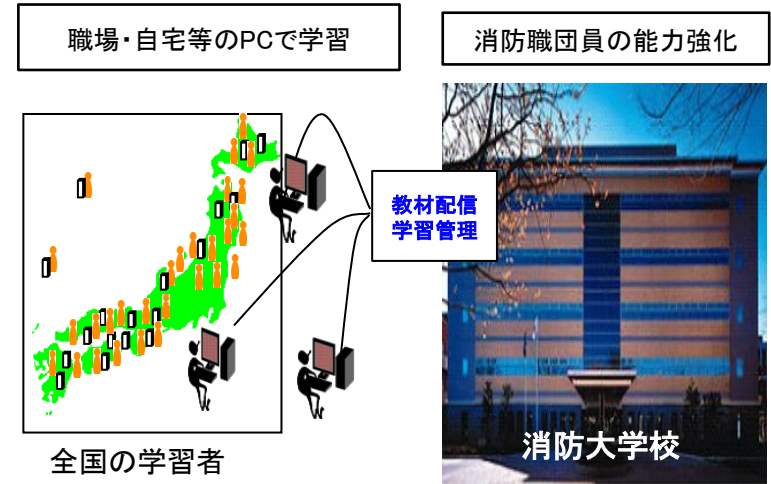 職場・自宅等のPCで学習
消防職団員の能力強化
教材配信
学習管理
消防大学校
全国の学習者